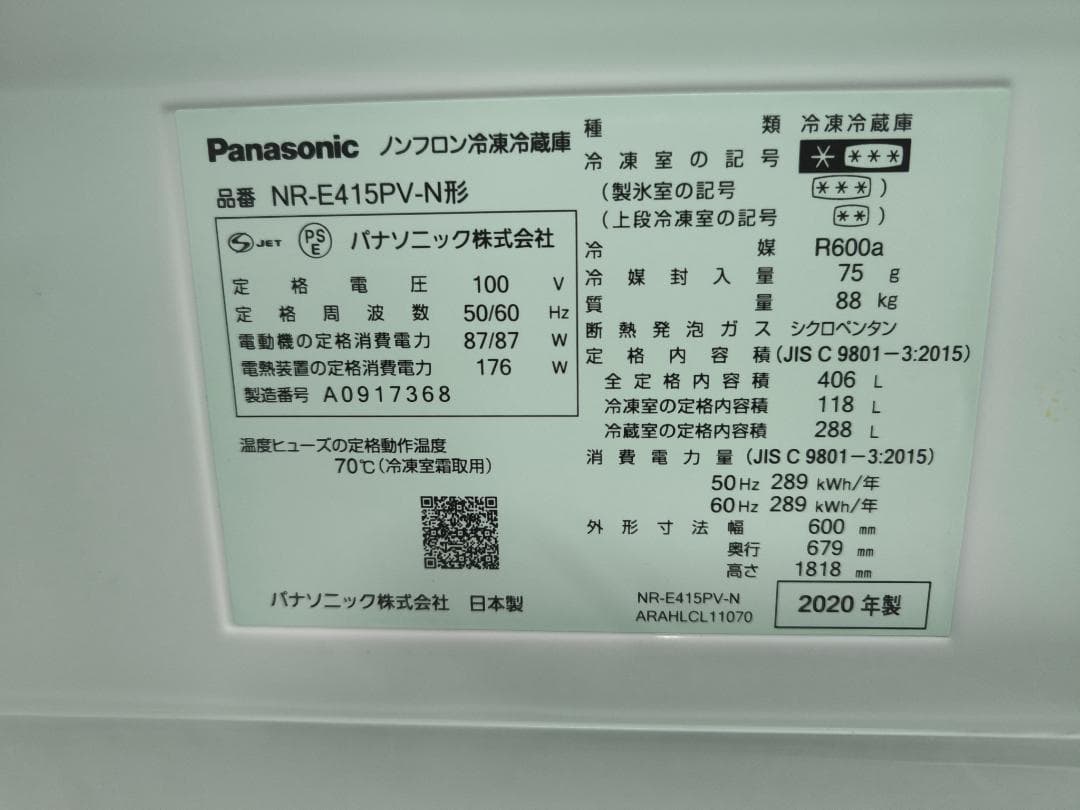 Panasonic ノンフロン冷凍冷蔵庫
品番 NR-E415PV-N形
JET PSE パナソニック株式会社
定格電圧 100 V
定格周波数 50/60 Hz
電動機の定格消費電力 87/87 W
電熱装置の定格消費電力 176 W
製造番号 A0917368
温度ヒューズの定格動作温度
70℃(冷凍室霜取用)
パナソニック株式会社 日本製
種類 冷凍冷蔵庫
冷凍室の記号 * ***
(製氷室の記号 ***)
(上段冷凍室の記号 **)
冷媒 R600a
冷媒封入量 75 g
質量 88 kg
断熱発泡ガス シクロペンタン
定格内容積(JIS C 9801-3:2015)
全定格内容積 406 L
冷凍室の定格内容積 118 L
冷蔵室の定格内容積 288 L
消費電力量(JIS C 9801-3:2015)
50Hz 289 kWh/年
60Hz 289 kWh/年
外形寸法幅 600 mm
奥行 679 mm
高さ 1818 mm
NR-E415PV-N
ARAHLCL11070
2020年製